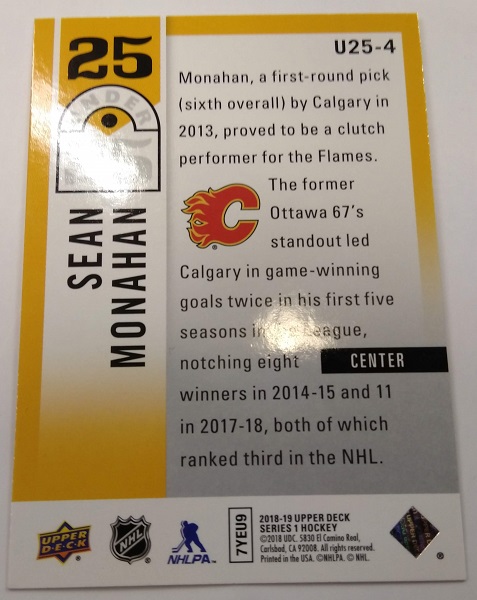 25
UNDER
SEAN
MONAHAN
U25-4
Monahan, a first-round pick
(sixth overall) by Calgary in
2013, proved to be a clutch
performer for the Flames.
The former
Ottawa 67's
standout led
Calgary in game-winning
goals twice in his first five
seasons in the league,
notching eight
CENTER
winners in 2014-15 and 11
in 2017-18, both of which
ranked third in the NHL.
UPPER
DECK
NHL
NHLPA
7YEU9
2018-19 UPPER DECK
SERIES 1 HOCKEY
©2018 UDC. 5830 El Camino Real,
Carlsbad, CA 92008. All rights reserved.
Printed in the USA. ©NHLPA. © NHL.